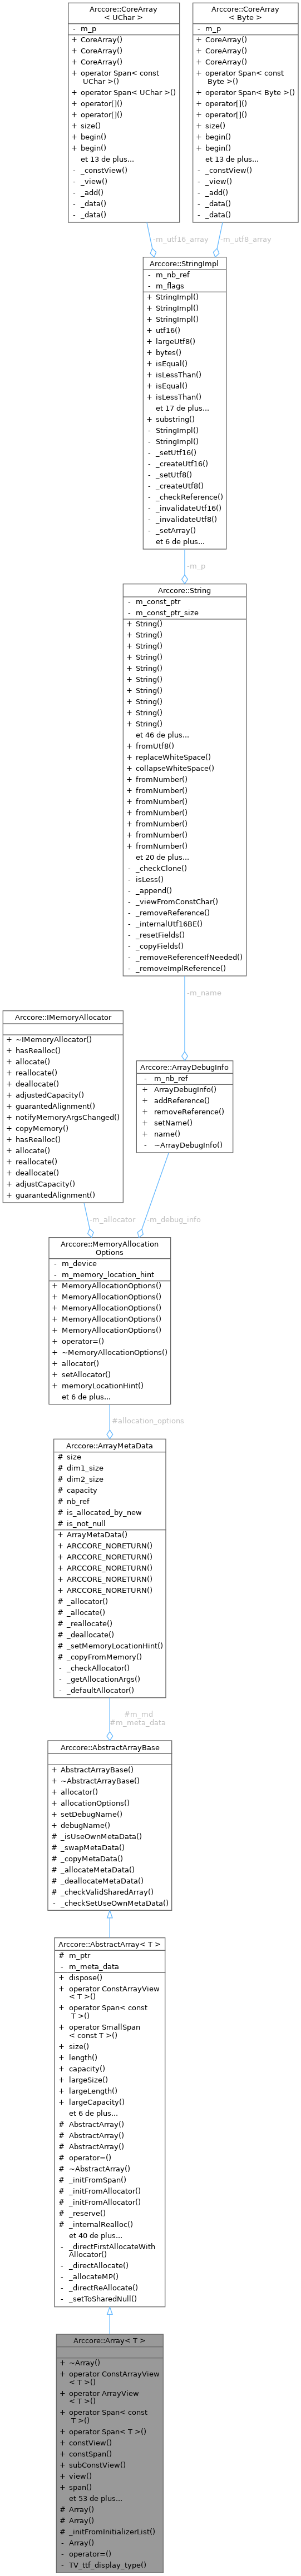 Arccore::CoreArray
< UChar >
- m_p
+ CoreArray()
+ CoreArray()
+ CoreArray()
+ operator Span< const
UChar >()
+ operator Span< UChar >()
+ operator[]()
+ operator[]()
+ size()
+ begin()
+ begin()
et 13 de plus...
- _constView()
- _view()
- _add()
- _data()
- _data()
Arccore::CoreArray
< Byte >
- m_p
+ CoreArray()
+ CoreArray()
+ CoreArray()
+ operator Span< const
Byte >()
+ operator Span< Byte >()
+ operator[]()
+ operator[]()
+ size()
+ begin()
+ begin()
et 13 de plus...
- _constView()
- _view()
- _add()
- _data()
- _data()
-m_utf16_array
-m_utf8_array
Arccore::StringImpl
- m_nb_ref
- m_flags
+ StringImpl()
+ StringImpl()
+ StringImpl()
+ utf16()
+ largeUtf8()
+ bytes()
+ isEqual()
+ isLessThan()
+ isEqual()
+ isLessThan()
et 17 de plus...
+ substring()
- StringImpl()
- StringImpl()
- _setUtf16()
- _createUtf16()
- _setUtf8()
- _createUtf8()
- _checkReference()
- _invalidateUtf16()
- _invalidateUtf8()
- _setArray()
et 6 de plus...
-m_p
Arccore::String
- m_const_ptr
- m_const_ptr_size
+ String()
+ String()
+ String()
+ String()
+ String()
+ String()
+ String()
+ String()
+ String()
+ String()
et 46 de plus...
+ fromUtf8()
+ replaceWhiteSpace()
+ collapseWhiteSpace()
+ fromNumber()
+ fromNumber()
+ fromNumber()
+ fromNumber()
+ fromNumber()
+ fromNumber()
+ fromNumber()
et 20 de plus...
- _checkClone()
- isLess()
- _append()
- _viewFromConstChar()
- _removeReference()
- _internalUtf16BE()
- _resetFields()
- _copyFields()
- _removeReferenceIfNeeded()
- _removeImplReference()
-m_name
Arccore::IMemoryAllocator
+ ~IMemoryAllocator()
+ hasRealloc()
+ allocate()
+ reallocate()
+ deallocate()
+ adjustedCapacity()
+ guarantedAlignment()
+ notifyMemoryArgsChanged()
+ copyMemory()
+ hasRealloc()
+ allocate()
+ reallocate()
+ deallocate()
+ adjustCapacity()
+ guarantedAlignment()
Arccore::ArrayDebugInfo
- m_nb_ref
+ ArrayDebugInfo()
+ addReference()
+ removeReference()
+ setName()
+ name()
- ~ArrayDebugInfo()
-m_allocator
-m_debug_info
Arccore::MemoryAllocation
Options
- m_device
- m_memory_location_hint
+ MemoryAllocationOptions()
+ MemoryAllocationOptions()
+ MemoryAllocationOptions()
+ MemoryAllocationOptions()
+ MemoryAllocationOptions()
+ operator=()
+ ~MemoryAllocationOptions()
+ allocator()
+ setAllocator()
+ memoryLocationHint()
et 6 de plus...
#allocation_options
Arccore::ArrayMetaData
# size
# dim1_size
# dim2_size
# capacity
# nb_ref
# is_allocated_by_new
# is_not_null
+ ArrayMetaData()
+ ARCCORE_NORETURN()
+ ARCCORE_NORETURN()
+ ARCCORE_NORETURN()
+ ARCCORE_NORETURN()
+ ARCCORE_NORETURN()
# _allocator()
# _allocate()
# _reallocate()
# _deallocate()
# _setMemoryLocationHint()
# _copyFromMemory()
- _checkAllocator()
- _getAllocationArgs()
- _defaultAllocator()
#m_md
#m_meta_data
Arccore::AbstractArrayBase
+ AbstractArrayBase()
+ ~AbstractArrayBase()
+ allocator()
+ allocationOptions()
+ setDebugName()
+ debugName()
# _isUseOwnMetaData()
# _swapMetaData()
# _copyMetaData()
# _allocateMetaData()
# _deallocateMetaData()
# _checkValidSharedArray()
- _checkSetUseOwnMetaData()
Arccore::AbstractArray< T >
# m_ptr
- m_meta_data
+ dispose()
+ operator ConstArrayView
< T >()
+ operator Span< const
T >()
+ operator SmallSpan
< const T >()
+ size()
+ length()
+ capacity()
+ largeSize()
+ largeLength()
+ largeCapacity()
et 6 de plus...
# AbstractArray()
# AbstractArray()
# AbstractArray()
# operator=()
# ~AbstractArray()
# _initFromSpan()
# _initFromAllocator()
# _initFromAllocator()
# _reserve()
# _internalRealloc()
et 40 de plus...
- _directFirstAllocateWith
Allocator()
- _directAllocate()
- _allocateMP()
- _directReAllocate()
- _setToSharedNull()
Arccore::Array< T >
+ ~Array()
+ operator ConstArrayView
< T >()
+ operator ArrayView
< T >()
+ operator Span< const
T >()
+ operator Span< T >()
+ constView()
+ constSpan()
+ subConstView()
+ view()
+ span()
et 53 de plus...
# Array()
# Array()
# _initFromInitializerList()
- Array()
- operator=()
- TV_ttf_display_type()